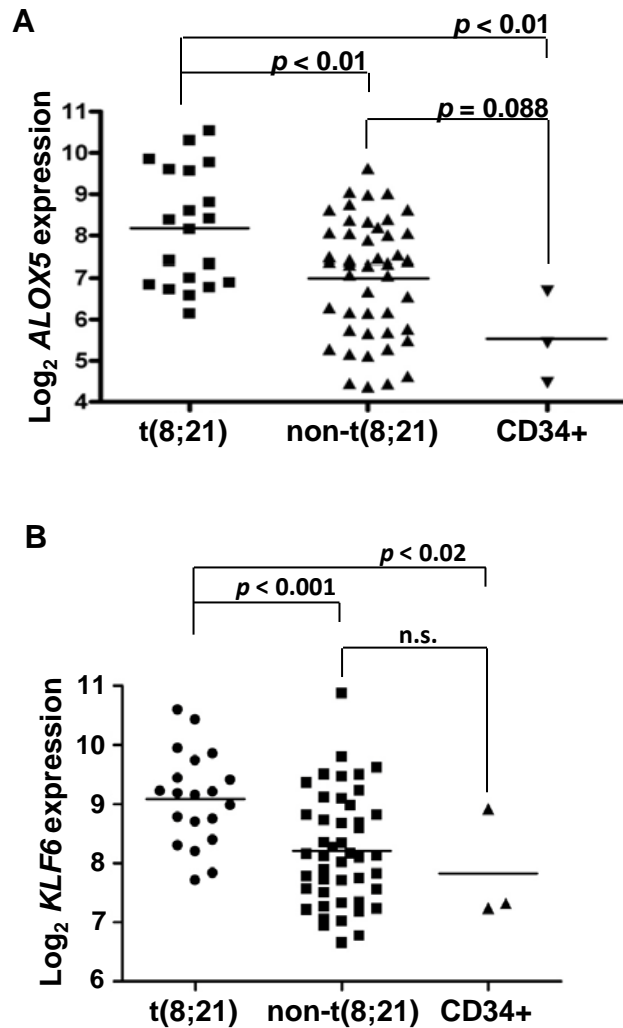 A
p < 0.01
p < 0.01
p = 0.088
Log₂ ALOX5 expression
11
10
9
8
7
6
5
4
t(8;21) non-t(8;21) CD34+
B
p < 0.02
p < 0.001
n.s.
Log₂ KLF6 expression
11
10
9
8
7
6
t(8;21) non-t(8;21) CD34+